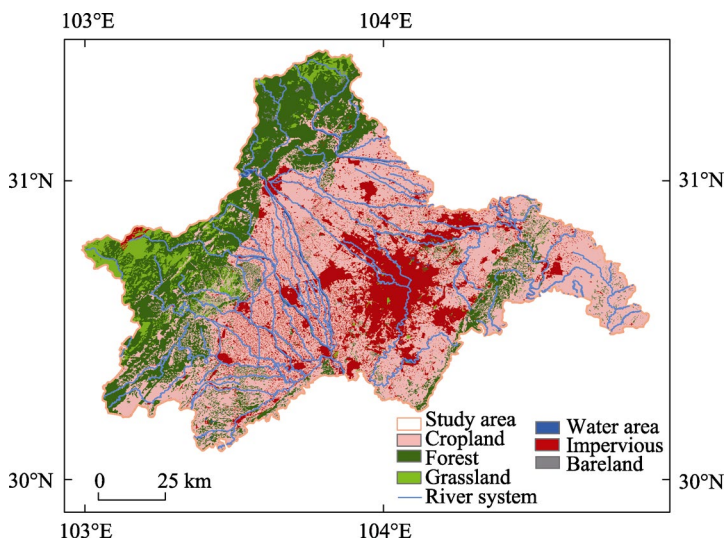 103°E 104°E
31°N 31°N
Study area
Cropland
Forest
Grassland
River system
Water area
Impervious
Bareland
0 25 km
30°N 30°N
103°E 104°E